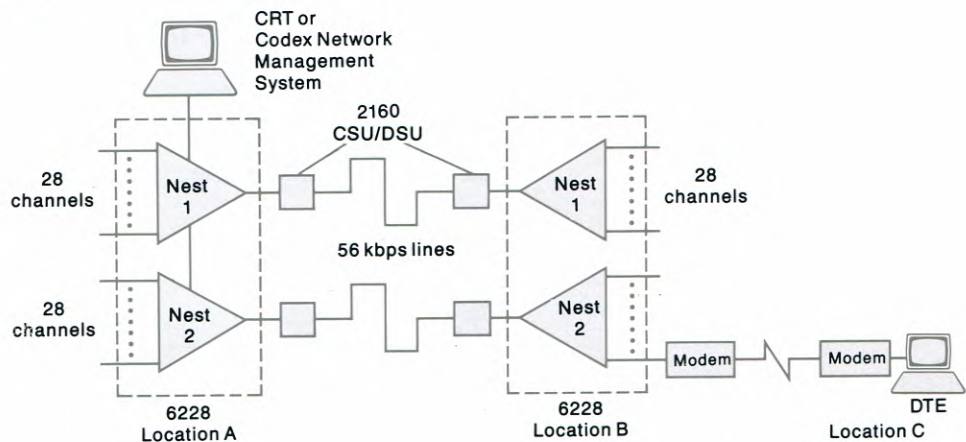 CRT or
Codex Network
Management
System
2160
CSU/DSU
28
channels
Nest
1
Nest
1
28
channels
56 kbps lines
28
channels
Nest
2
Nest
2
Modem
Modem
DTE
6228
Location A
6228
Location B
Location C